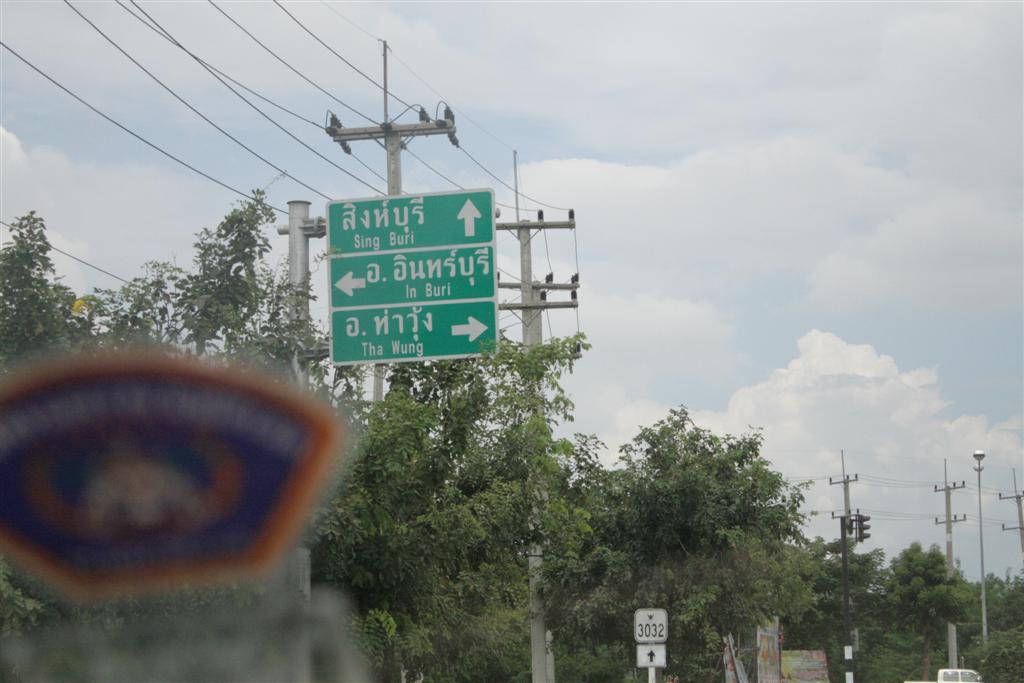 สิงห์บุรี
Sing Buri
อ. อินทร์บุรี
In Buri
อ. ท่าวุ้ง
Tha Wung
3032